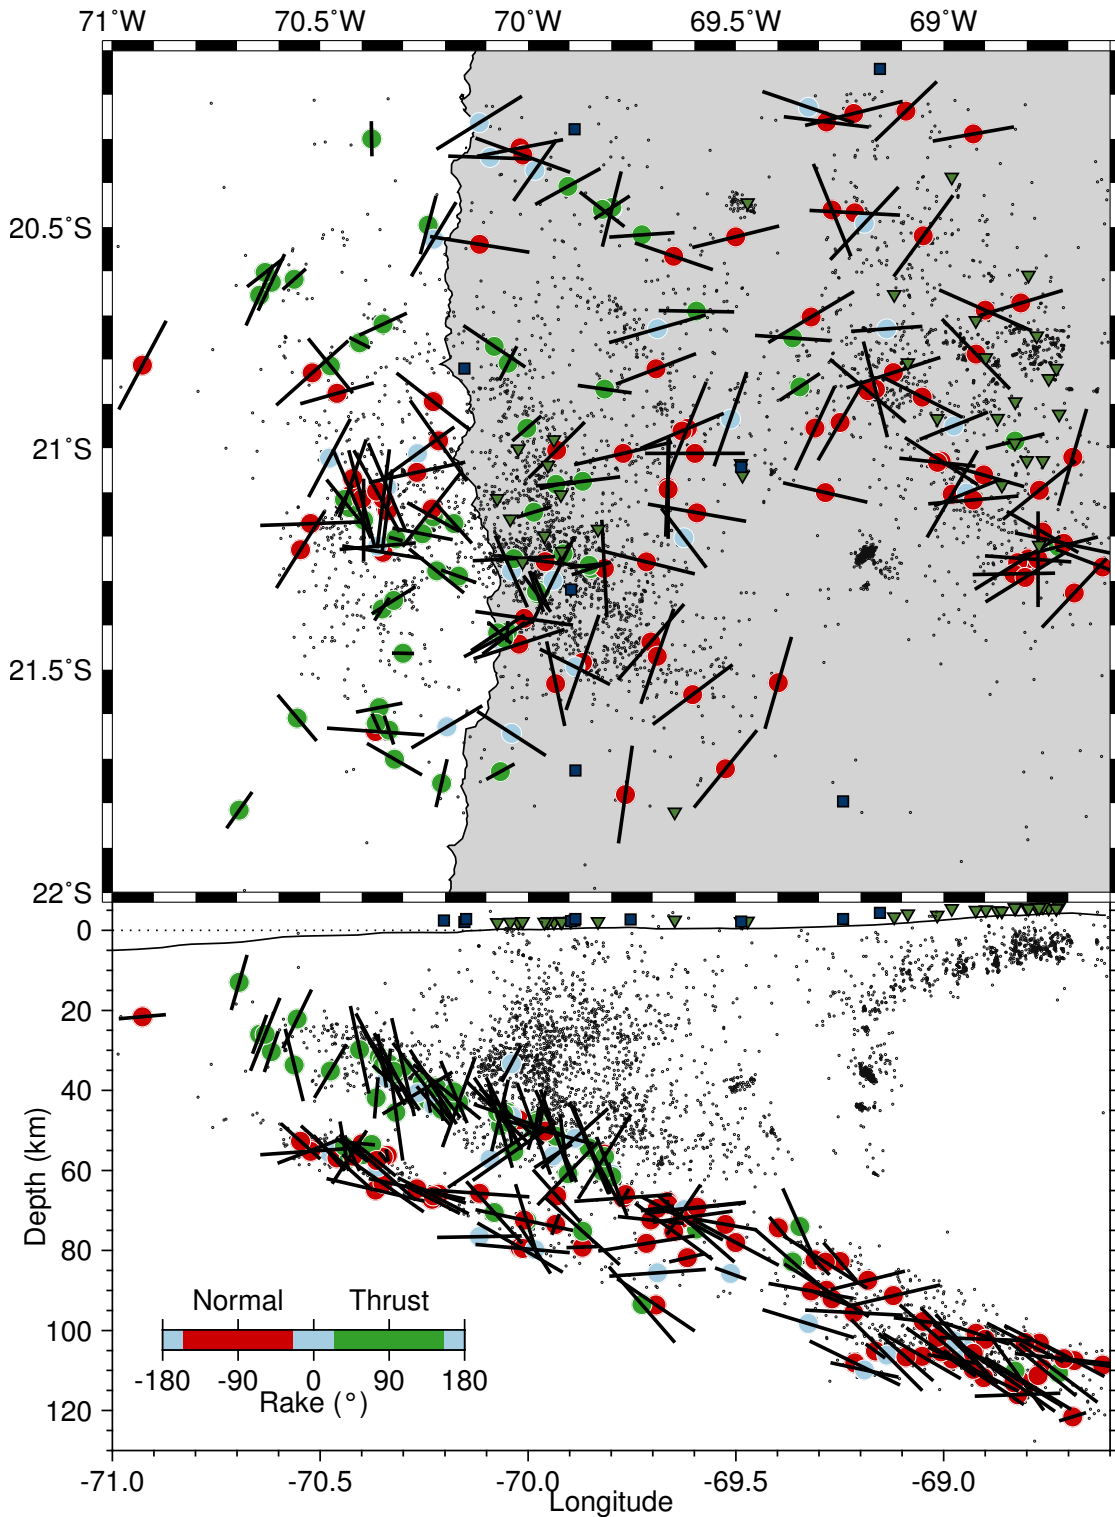 71˚W 70.5˚W 70˚W 69.5˚W 69˚W
20.5˚S
21˚S
21.5˚S
22˚S
0
20
40
60
80
100
120
Depth (km)
Normal Thrust
-180 -90 0 90 180
Rake (°)
-71.0 -70.5 -70.0 -69.5 -69.0
Longitude